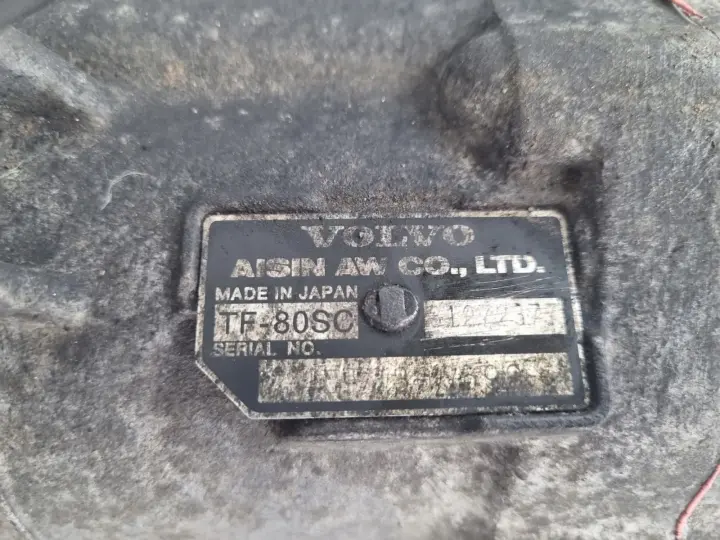 VOLVO
AISIN AW CO., LTD.
MADE IN JAPAN
TF-80SC
SERIAL NO.